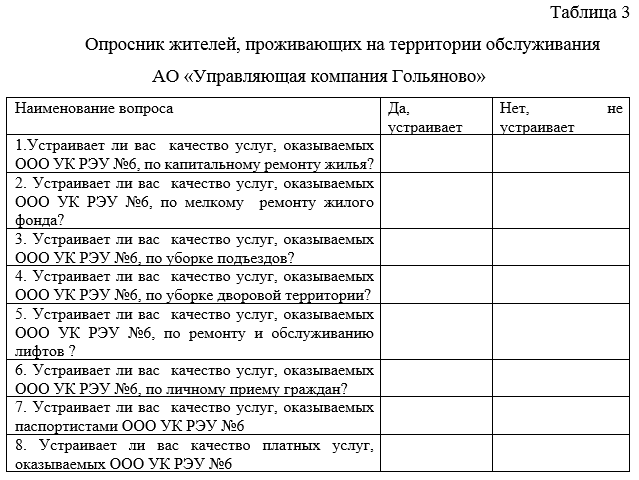 Таблица 3
Опросник жителей, проживающих на территории обслуживания
АО «Управляющая компания Гольяново»
Наименование вопроса
Да,
устраивает
Нет, не
устраивает
1.Устраивает ли вас качество услуг, оказываемых
ООО УК РЭУ №6, по капитальному ремонту жилья?
2. Устраивает ли вас качество услуг, оказываемых
ООО УК РЭУ №6, по мелкому ремонту жилого
фонда?
3. Устраивает ли вас качество услуг, оказываемых
ООО УК РЭУ №6, по уборке подъездов?
4. Устраивает ли вас качество услуг, оказываемых
ООО УК РЭУ №6, по уборке дворовой территории?
5. Устраивает ли вас качество услуг, оказываемых
ООО УК РЭУ №6, по ремонту и обслуживанию
лифтов ?
6. Устраивает ли вас качество услуг, оказываемых
ООО УК РЭУ №6, по личному приему граждан?
7. Устраивает ли вас качество услуг, оказываемых
паспортистами ООО УК РЭУ №6
8. Устраивает ли вас качество платных услуг,
оказываемых ООО УК РЭУ №6